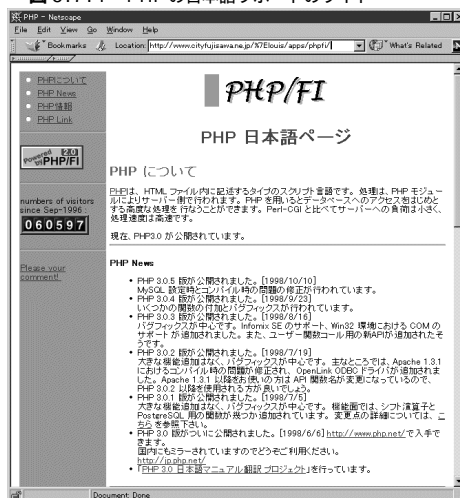 PHP - Netscape
File Edit View Go Window Help
Bookmarks Location: http://www.cityfujisawa.ne.jp/%7Elouis/apps/phpfi/ What's Related
PHPについて
PHP News
PHP情報
PHP Link
Powered 2.0
PHP/FI
numbers of visitors
since Sep-1996 :
060597
Please your
comment!
PHP/FI
PHP 日本語ページ
PHP について
PHPは、HTML ファイル内に記述するタイプのスクリプト言語です。処理は、PHP モジュー
ルによりサーバー側で行われます。PHP を用いるとデータベースへのアクセスをはじめと
する高度な処理を 行なうことができます。Perl-CGI と比べてサーバーへの負荷は小さく、
処理速度は高速です。
現在、PHP3.0 が公開されています。
PHP News
• PHP 3.0.5 版が公開されました。[1998/10/10]
MySQL 設定時とコンパイル時の問題の修正が行われています。
• PHP 3.0.4 版が公開されました。[1998/9/23]
いくつかの関数の付加とバグフィックスが行われています。
• PHP 3.0.3 版が公開されました。[1998/8/16]
バグフィックスが中心です。Infomix SE のサポート、Win32 環境における COM の
サポート が追加されました。また、ユーザー関数コール用の新APIが追加されたそ
うです。
• PHP 3.0.2 版が公開されました。[1998/7/19]
大きな機能追加はなく、バグフィックスが中心です。主なところでは、Apache 1.3.1
におけるコンパイル時の問題が修正され、OpenLink ODBCドライバが追加されま
した。Apache 1.3.1 以降をお使いの方は API 関数名が変更になっているので、
PHP 3.0.2 以降を使用される方が良いでしょう。
• PHP 3.0.1 版が公開されました。[1998/7/5]
大きな機能追加はなく、バグフィックスが中心です。機能面では、シフト演算子と
PostgreSQL 用の関数が幾つか追加されています。変更点の詳細については、こ
ちらを参照下さい。
• PHP 3.0 版がついに公開されました。[1998/6/6] http://www.php.net/ で入手で
きます。
国内にもミラーされていますのでどうぞご利用ください。
http://jp.php.net/
• 「PHP 3.0 日本語マニュアル翻訳 プロジェクト」を行っています。
Document: Done